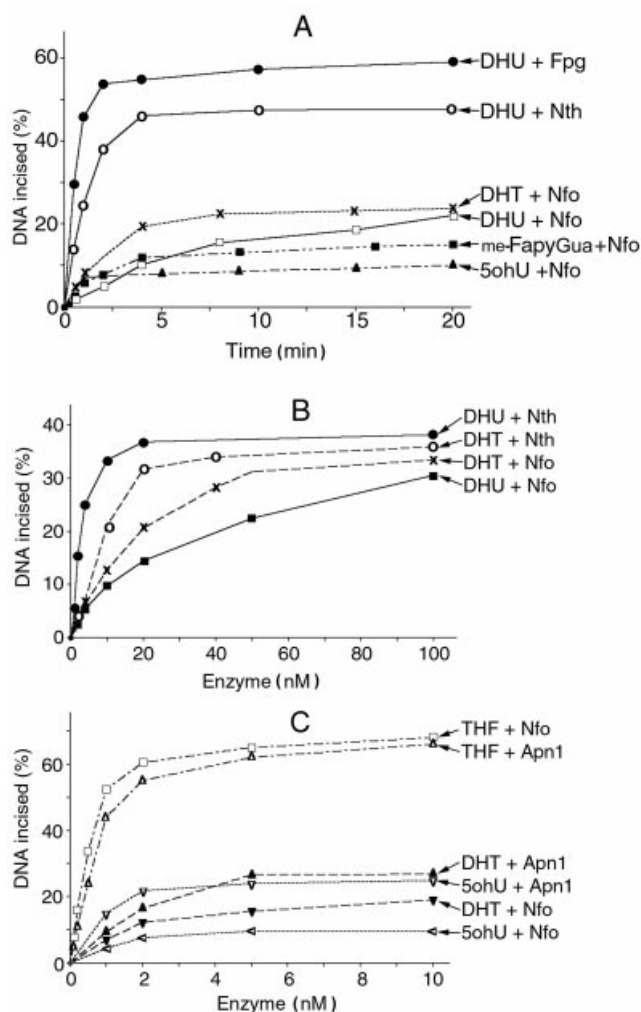 A
DNA incised (%)
60
40
20
0
DHU + Fpg
DHU + Nth
DHT + Nfo
DHU + Nfo
me-FapyGua+Nfo
5ohU +Nfo
0 5 10 15 20
Time (min)
B
DNA incised (%)
40
30
20
10
0
DHU + Nth
DHT + Nth
DHT + Nfo
DHU + Nfo
0 20 40 60 80 100
Enzyme (nM)
C
DNA incised (%)
60
40
20
0
THF + Nfo
THF + Apn1
DHT + Apn1
5ohU + Apn1
DHT + Nfo
5ohU + Nfo
0 2 4 6 8 10
Enzyme (nM)